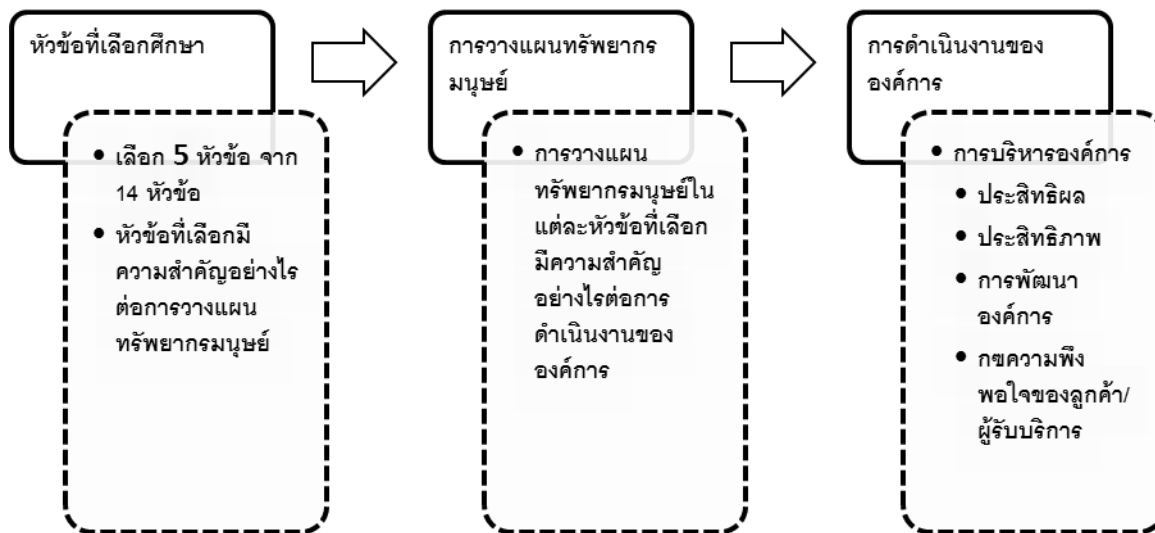 หัวข้อที่เลือกศึกษา
• เลือก 5 หัวข้อ จาก
14 หัวข้อ
• หัวข้อที่เลือกมี
ความสำคัญอย่างไร
ต่อการวางแผน
ทรัพยากรมนุษย์
การวางแผนทรัพยากร
มนุษย์
• การวางแผน
ทรัพยากรมนุษย์ใน
แต่ละหัวข้อที่เลือก
มีความสำคัญ
อย่างไรต่อการ
ดำเนินงานของ
องค์การ
การดำเนินงานของ
องค์การ
• การบริหารองค์การ
• ประสิทธิผล
• ประสิทธิภาพ
• การพัฒนา
องค์การ
• กฃความพึง
พอใจของลูกค้า/
ผู้รับบริการ